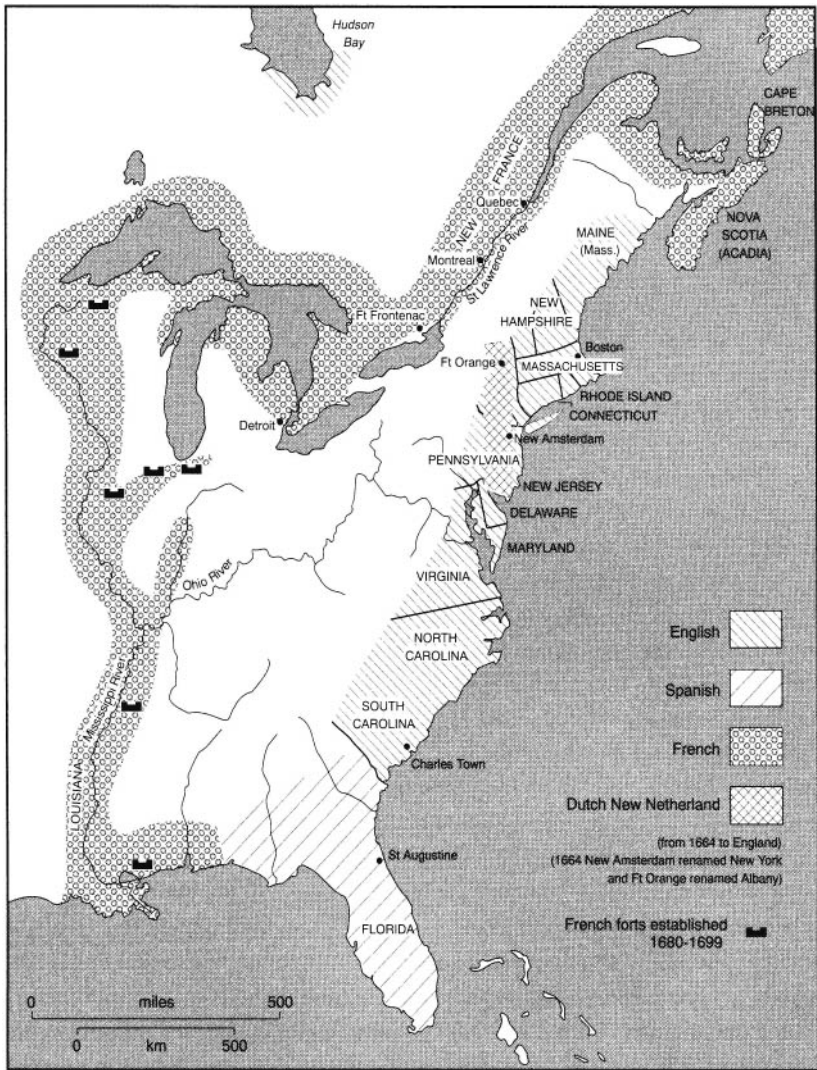 Hudson
Bay
CAPE
BRETON
NEW FRANCE
Quebec
NOVA
SCOTIA
(ACADIA)
MAINE
(Mass.)
Montreal
St Lawrence River
NEW
HAMPSHIRE
Ft Frontenac
Boston
Ft Orange
MASSACHUSETTS
RHODE ISLAND
CONNECTICUT
Detroit
New Amsterdam
PENNSYLVANIA
NEW JERSEY
DELAWARE
MARYLAND
Ohio River
VIRGINIA
NORTH
CAROLINA
Mississippi River
SOUTH
CAROLINA
Charles Town
LOUISIANA
St Augustine
FLORIDA
English
Spanish
French
Dutch New Netherland
(from 1664 to England)
(1664 New Amsterdam renamed New York
and Ft Orange renamed Albany)
French forts established
1680-1699
0 miles 500
0 km 500